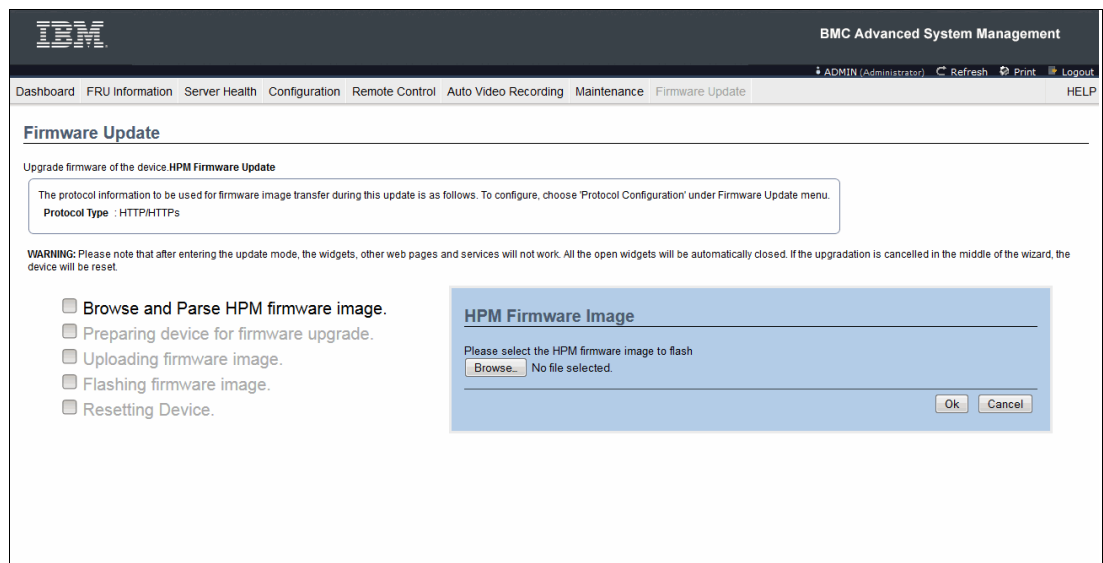 IBM.
BMC Advanced System Management
ADMIN (Administrator) Refresh Print Logout
Dashboard FRU Information Server Health Configuration Remote Control Auto Video Recording Maintenance Firmware Update HELP
Firmware Update
Upgrade firmware of the device.HPM Firmware Update
The protocol information to be used for firmware image transfer during this update is as follows. To configure, choose 'Protocol Configuration' under Firmware Update menu.
Protocol Type : HTTP/HTTPs
WARNING: Please note that after entering the update mode, the widgets, other web pages and services will not work. All the open widgets will be automatically closed. If the upgradation is cancelled in the middle of the wizard, the
device will be reset.
Browse and Parse HPM firmware image.
Preparing device for firmware upgrade.
Uploading firmware image.
Flashing firmware image.
Resetting Device.
HPM Firmware Image
Please select the HPM firmware image to flash
Browse... No file selected.
Ok Cancel